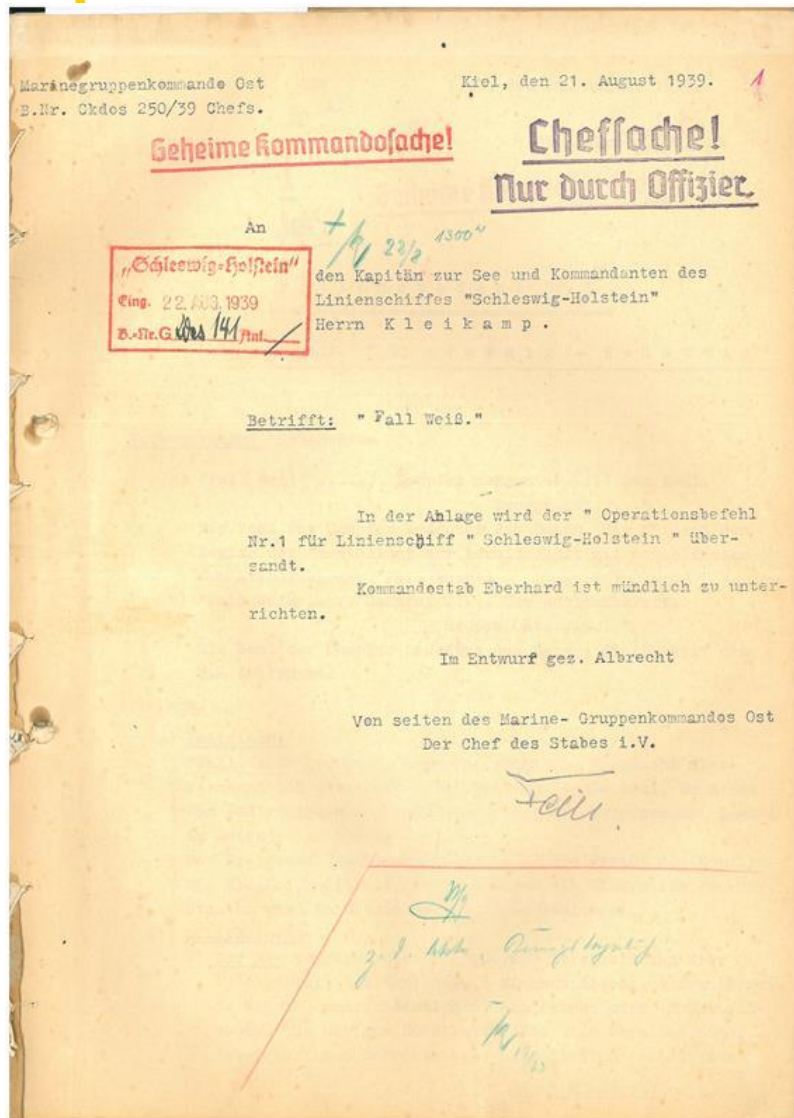 Marinegruppenkommando Ost
Kiel, den 21. August 1939.
1
B.Nr. Gkdos 250/39 Chefs.
Geheime Kommandosache!
Chefsache!
Nur durch Offizier.
An
22/8 1300
"Schleswig-Holstein"
Eing. 22. AUG. 1939
B.-Nr. G 141 Anl.
den Kapitän zur See und Kommandanten des
Linienschiffes "Schleswig-Holstein"
Herrn K l e i k a m p .
Betrifft: " Fall Weiß."
In der Anlage wird der " Operationsbefehl
Nr.1 für Linienschiff " Schleswig-Holstein " über-
sandt.
Kommandostab Eberhard ist mündlich zu unter-
richten.
Im Entwurf gez. Albrecht
Von seiten des Marine- Gruppenkommandos Ost
Der Chef des Stabes i.V.